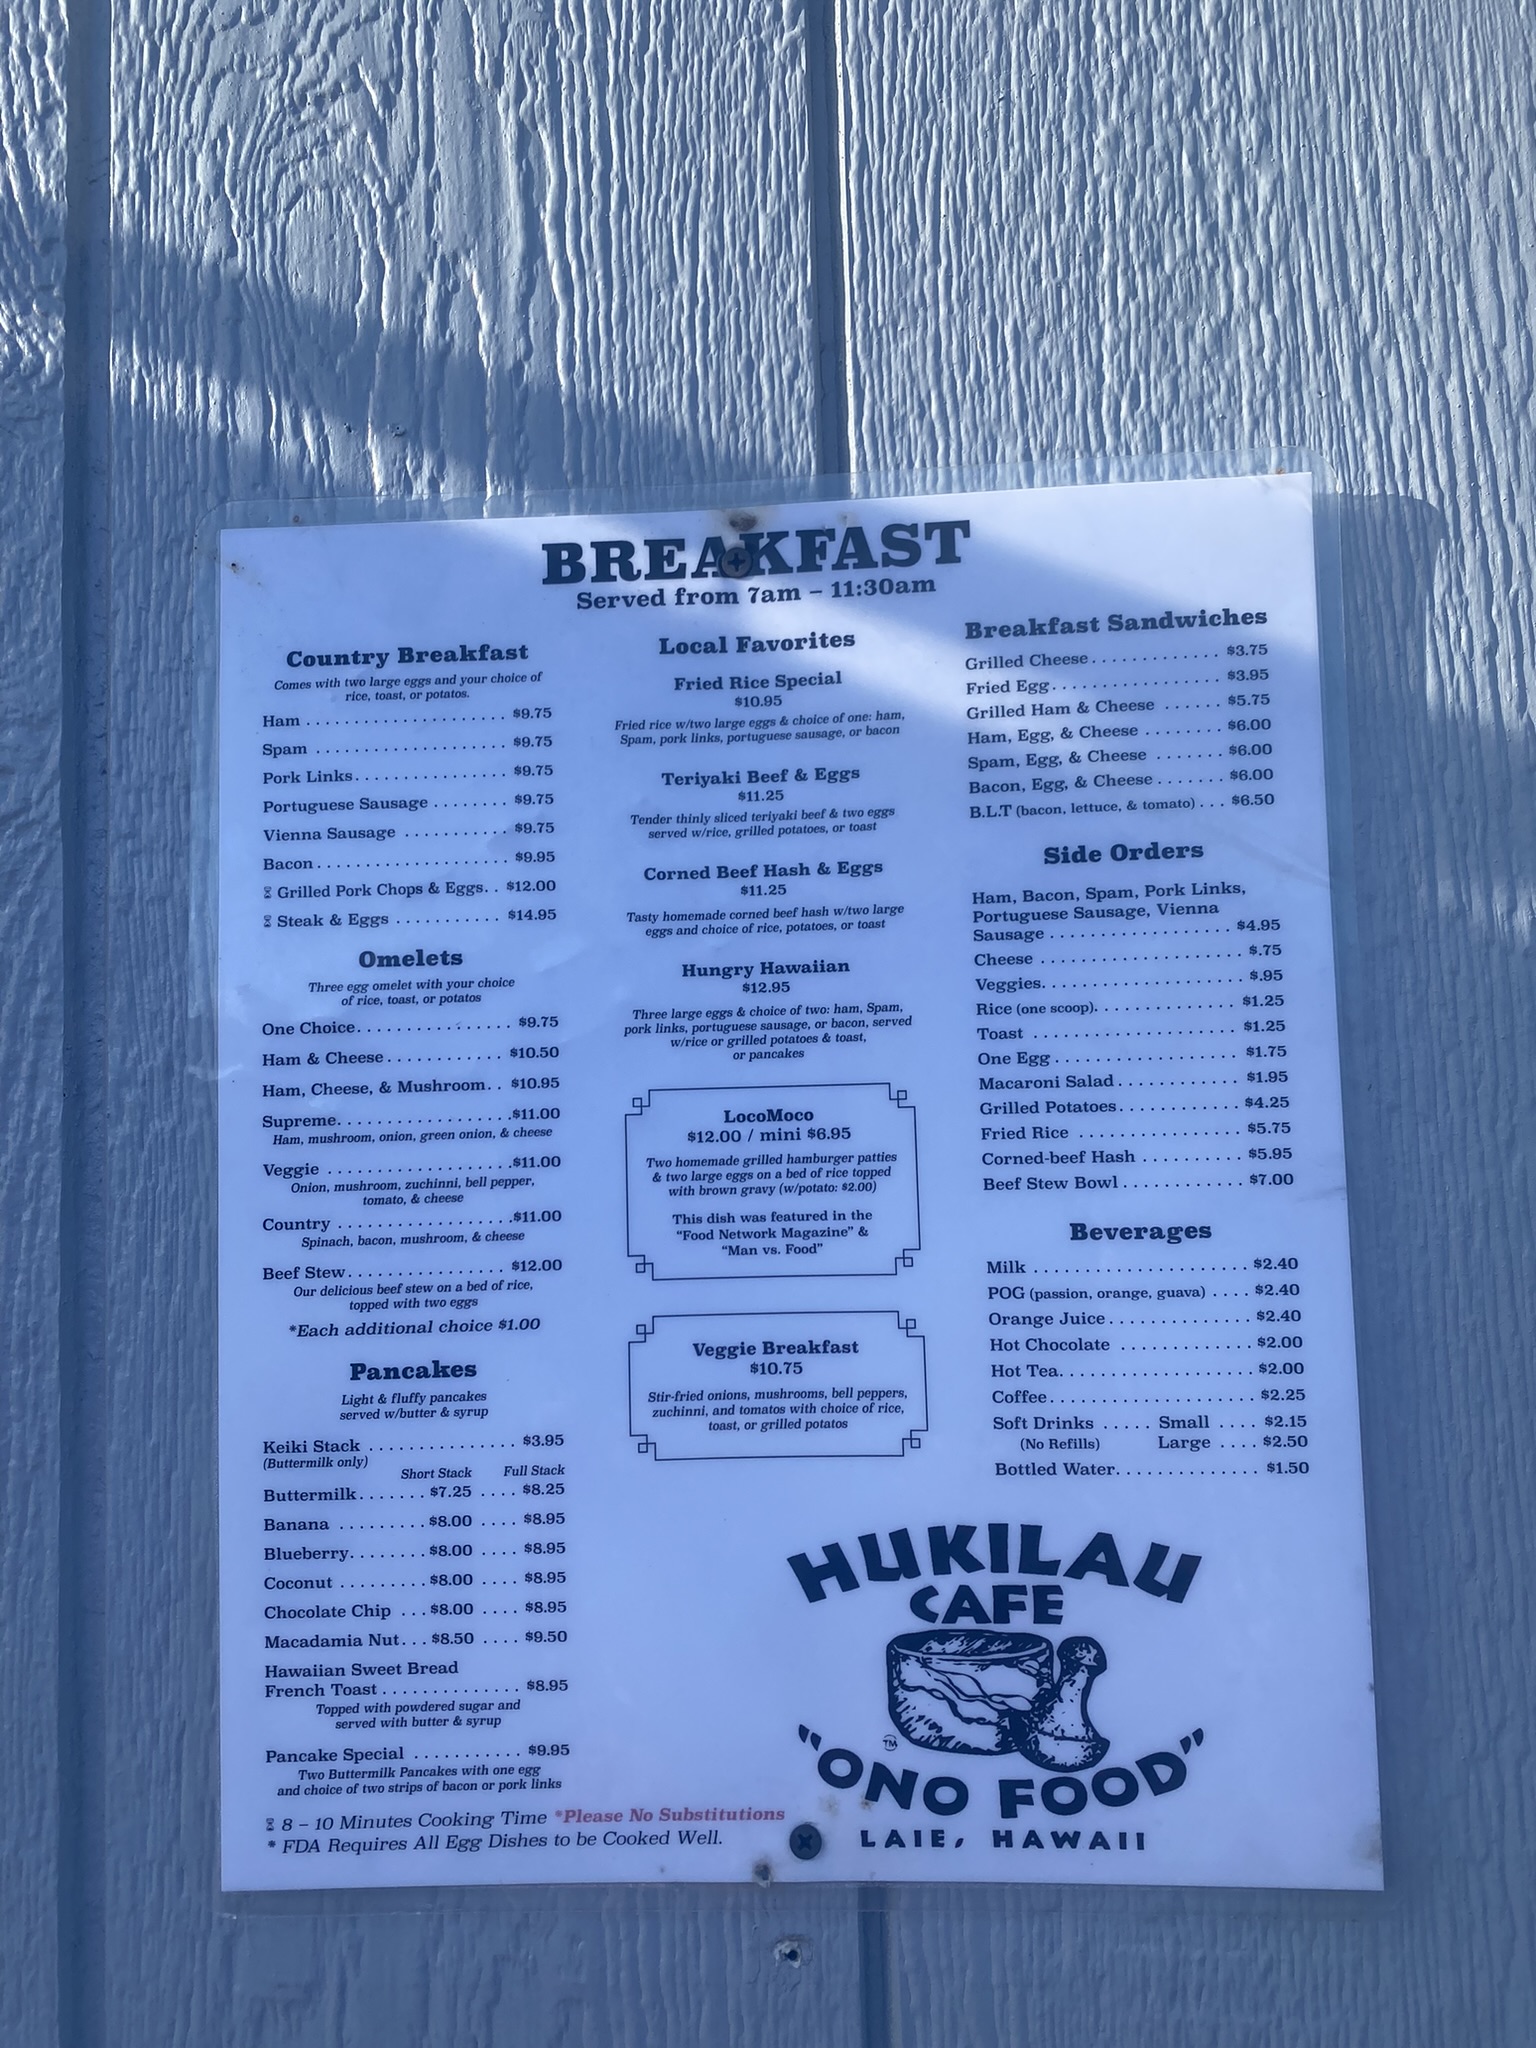 BREAKFAST
Served from 7am – 11:30am
Country Breakfast
Comes with two large eggs and your choice of
rice, toast, or potatos.
Ham . . . . . . . . . . . . . . . . . . . . . $9.75
Spam . . . . . . . . . . . . . . . . . . . . $9.75
Pork Links. . . . . . . . . . . . . . . . $9.75
Portuguese Sausage . . . . . . . . $9.75
Vienna Sausage . . . . . . . . . . . $9.75
Bacon . . . . . . . . . . . . . . . . . . . . $9.95
Grilled Pork Chops & Eggs. . $12.00
Steak & Eggs . . . . . . . . . . . $14.95
Omelets
Three egg omelet with your choice
of rice, toast, or potatos
One Choice. . . . . . . . . . . . . . . . $9.75
Ham & Cheese . . . . . . . . . . . . $10.50
Ham, Cheese, & Mushroom. . $10.95
Supreme. . . . . . . . . . . . . . . . . .$11.00
Ham, mushroom, onion, green onion, & cheese
Veggie . . . . . . . . . . . . . . . . . . .$11.00
Onion, mushroom, zuchinni, bell pepper,
tomato, & cheese
Country . . . . . . . . . . . . . . . . . .$11.00
Spinach, bacon, mushroom, & cheese
Beef Stew. . . . . . . . . . . . . . . . $12.00
Our delicious beef stew on a bed of rice,
topped with two eggs
*Each additional choice $1.00
Pancakes
Light & fluffy pancakes
served w/butter & syrup
Keiki Stack . . . . . . . . . . . . . . . $3.95
(Buttermilk only)
Short Stack Full Stack
Buttermilk. . . . . . . $7.25 . . . . $8.25
Banana . . . . . . . . . $8.00 . . . . $8.95
Blueberry. . . . . . . . $8.00 . . . . $8.95
Coconut . . . . . . . . . $8.00 . . . . $8.95
Chocolate Chip . . . $8.00 . . . . $8.95
Macadamia Nut. . . $8.50 . . . . $9.50
Hawaiian Sweet Bread
French Toast . . . . . . . . . . . . . . $8.95
Topped with powdered sugar and
served with butter & syrup
Pancake Special . . . . . . . . . . . $9.95
Two Buttermilk Pancakes with one egg
and choice of two strips of bacon or pork links
8 – 10 Minutes Cooking Time *Please No Substitutions
* FDA Requires All Egg Dishes to be Cooked Well.
Local Favorites
Fried Rice Special
$10.95
Fried rice w/two large eggs & choice of one: ham,
Spam, pork links, portuguese sausage, or bacon
Teriyaki Beef & Eggs
$11.25
Tender thinly sliced teriyaki beef & two eggs
served w/rice, grilled potatoes, or toast
Corned Beef Hash & Eggs
$11.25
Tasty homemade corned beef hash w/two large
eggs and choice of rice, potatoes, or toast
Hungry Hawaiian
$12.95
Three large eggs & choice of two: ham, Spam,
pork links, portuguese sausage, or bacon, served
w/rice or grilled potatoes & toast,
or pancakes
LocoMoco
$12.00 / mini $6.95
Two homemade grilled hamburger patties
& two large eggs on a bed of rice topped
with brown gravy (w/potato: $2.00)
This dish was featured in the
"Food Network Magazine" &
"Man vs. Food"
Veggie Breakfast
$10.75
Stir-fried onions, mushrooms, bell peppers,
zuchinni, and tomatos with choice of rice,
toast, or grilled potatos
Breakfast Sandwiches
Grilled Cheese . . . . . . . . . . . . . $3.75
Fried Egg. . . . . . . . . . . . . . . . . $3.95
Grilled Ham & Cheese . . . . . . $5.75
Ham, Egg, & Cheese . . . . . . . . $6.00
Spam, Egg, & Cheese . . . . . . . $6.00
Bacon, Egg, & Cheese . . . . . . . $6.00
B.L.T (bacon, lettuce, & tomato) . . . $6.50
Side Orders
Ham, Bacon, Spam, Pork Links,
Portuguese Sausage, Vienna
Sausage . . . . . . . . . . . . . . . . . . $4.95
Cheese . . . . . . . . . . . . . . . . . . . . . $.75
Veggies. . . . . . . . . . . . . . . . . . . . $.95
Rice (one scoop). . . . . . . . . . . . . . $1.25
Toast . . . . . . . . . . . . . . . . . . . . $1.25
One Egg . . . . . . . . . . . . . . . . . . $1.75
Macaroni Salad . . . . . . . . . . . . $1.95
Grilled Potatoes. . . . . . . . . . . . $4.25
Fried Rice . . . . . . . . . . . . . . . . $5.75
Corned-beef Hash . . . . . . . . . . $5.95
Beef Stew Bowl . . . . . . . . . . . . $7.00
Beverages
Milk . . . . . . . . . . . . . . . . . . . . . $2.40
POG (passion, orange, guava) . . . . $2.40
Orange Juice . . . . . . . . . . . . . . $2.40
Hot Chocolate . . . . . . . . . . . . . $2.00
Hot Tea. . . . . . . . . . . . . . . . . . . $2.00
Coffee. . . . . . . . . . . . . . . . . . . . $2.25
Soft Drinks . . . . . Small . . . . $2.15
(No Refills) Large . . . . $2.50
Bottled Water. . . . . . . . . . . . . . $1.50
HUKILAU
CAFE
TM
"ONO FOOD"
LAIE, HAWAII